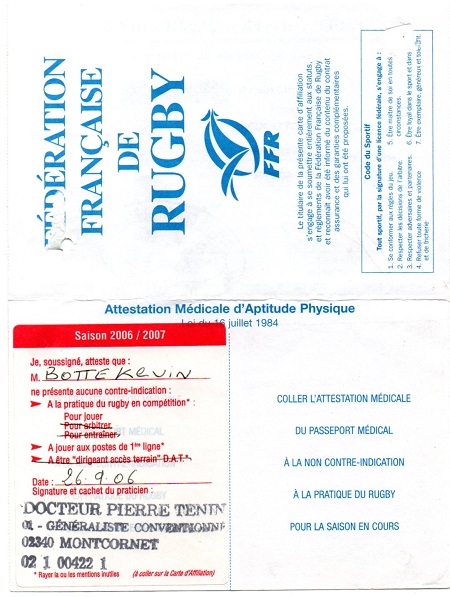 FÉDÉRATION
FRANÇAISE
DE
RUGBY
FFR
Le titulaire de la présente carte d'affiliation
s'engage à se soumettre entièrement aux statuts,
et règlements de la Fédération Française de Rugby
et reconnaît avoir été informé du contenu du contrat
assurance et des garanties complémentaires
qui lui ont été proposées.
Code du Sportif
Tout sportif, par la signature d'une licence fédérale, s'engage à :
1. Se conformer aux règles du jeu.
2. Respecter les décisions de l'arbitre.
3. Respecter adversaires et partenaires.
4. Refuser toute forme de violence
et de tricherie
5. Être maître de soi en toutes
circonstances.
6. Être loyal dans le sport et dans
7. Être exemplaire, généreux et
Attestation Médicale d'Aptitude Physique
Loi du 16 juillet 1984
Saison 2006 / 2007
Je, soussigné, atteste que :
M. BOTTE KEVIN
ne présente aucune contre-indication :
A la pratique du rugby en compétition* :
Pour jouer
Pour arbitrer
Pour entraîner
A jouer aux postes de 1ère ligne*
A être "dirigeant accès terrain" D.A.T.*
Date : 26.9.06
Signature et cachet du praticien :
DOCTEUR PIERRE TENIN
01 - GÉNÉRALISTE CONVENTIONNÉ
02340 MONTCORNET
02 1 00422 1
* Rayer la ou les mentions inutiles (à coller sur la Carte d'Affiliation)
COLLER L'ATTESTATION MÉDICALE
DU PASSEPORT MÉDICAL
À LA NON CONTRE-INDICATION
À LA PRATIQUE DU RUGBY
POUR LA SAISON EN COURS